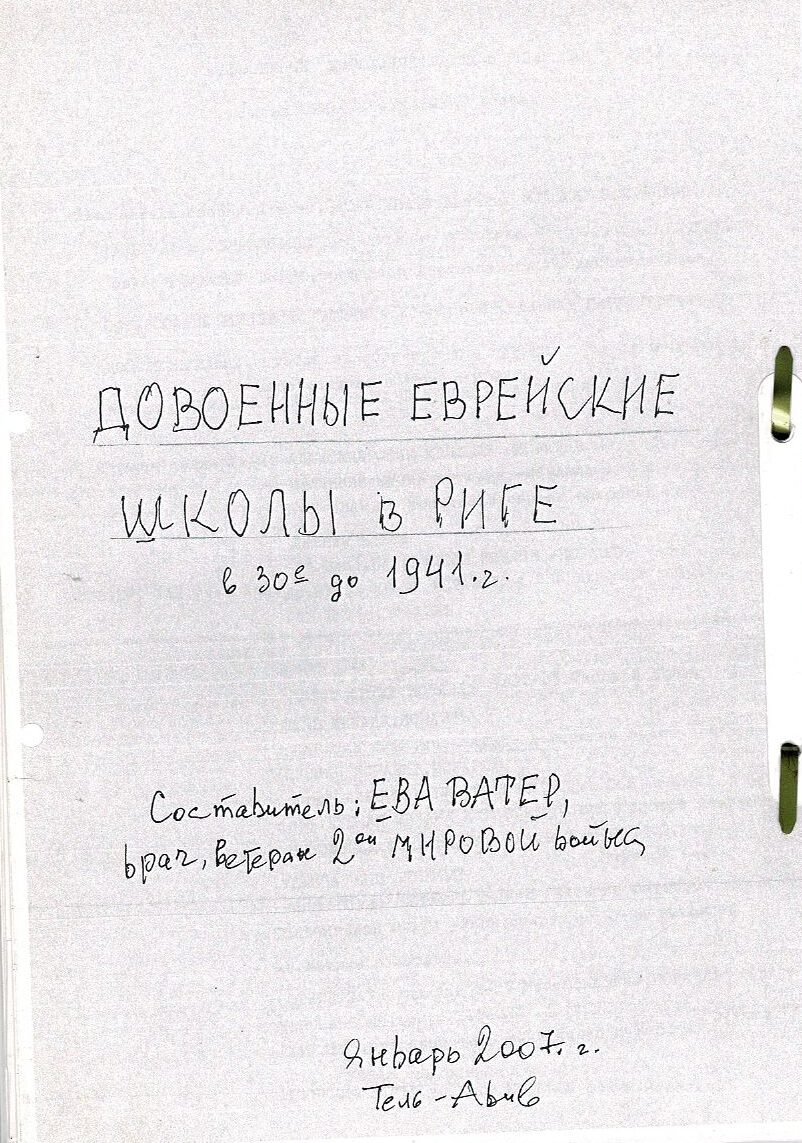 ДОВОЕННЫЕ ЕВРЕЙСКИЕ
ШКОЛЫ В РИГЕ
в 30е до 1941.г.
Составитель: ЕВА ВАТЕР,
врач, ветеран 2ой МИРОВОЙ войны
Январь 2007.г.
Тель-Авив